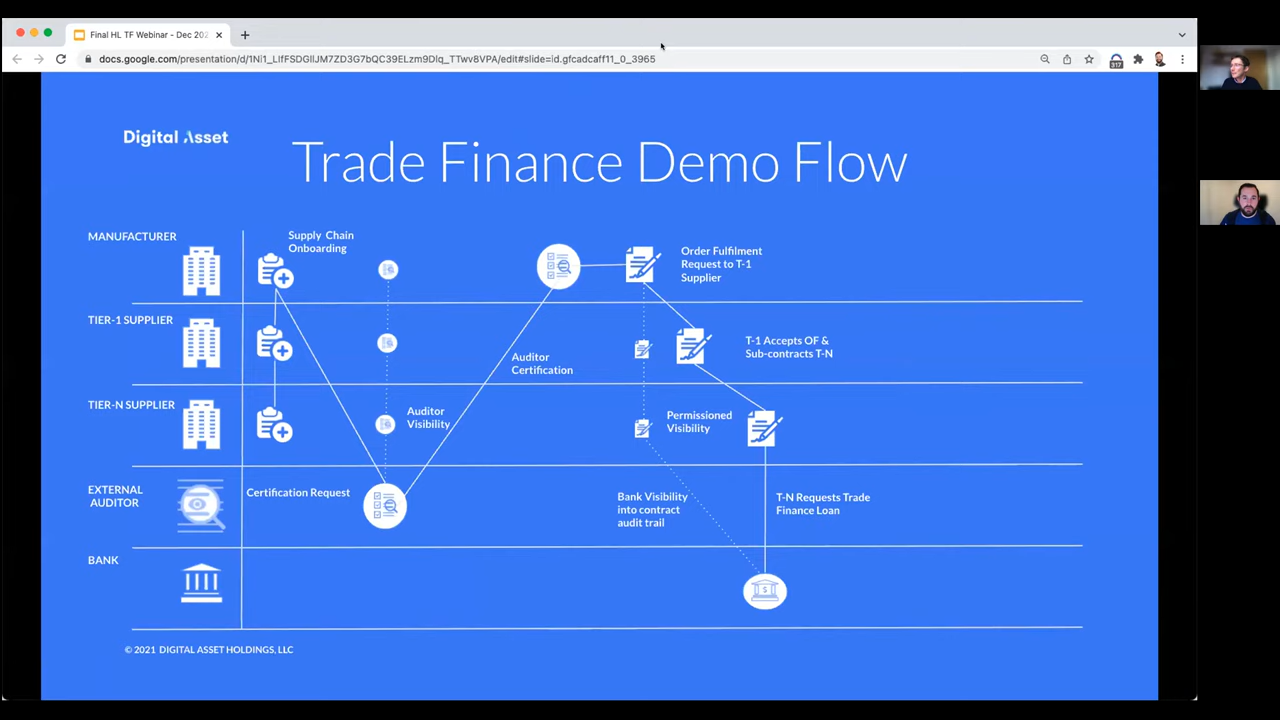 Final HL TF Webinar - Dec 202
docs.google.com/presentation/d/1Ni1_LIfFSDGlIJM7ZD3G7bQC39ELzm9Dlq_TTwv8VPA/edit#slide=id.gfcadcaff11_0_3965
317
Digital Asset
Trade Finance Demo Flow
MANUFACTURER
Supply Chain
Onboarding
Order Fulfilment
Request to T-1
Supplier
TIER-1 SUPPLIER
Auditor
Certification
T-1 Accepts OF &
Sub-contracts T-N
TIER-N SUPPLIER
Auditor
Visibility
Permissioned
Visibility
EXTERNAL
AUDITOR
Certification Request
Bank Visibility
into contract
audit trail
T-N Requests Trade
Finance Loan
BANK
$
© 2021 DIGITAL ASSET HOLDINGS, LLC